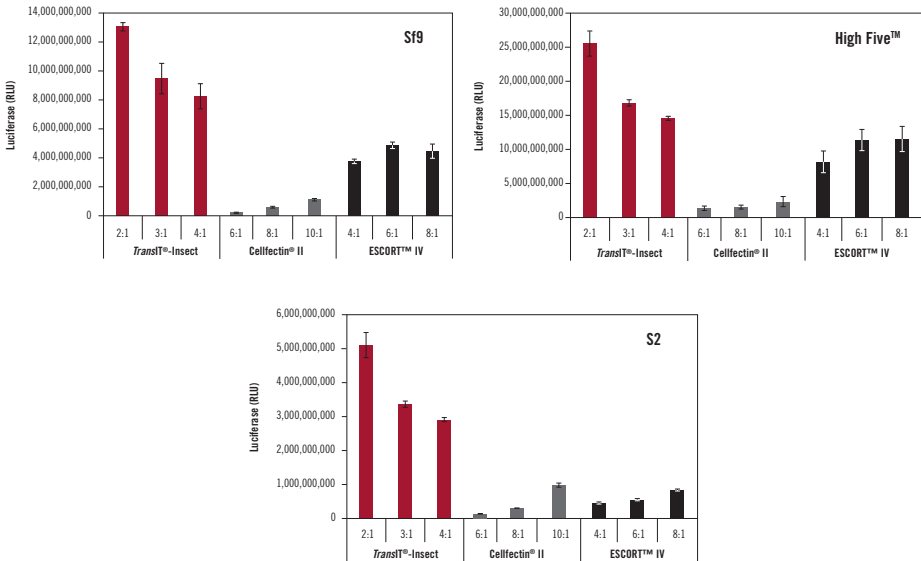 14,000,000,000
12,000,000,000
10,000,000,000
8,000,000,000
6,000,000,000
4,000,000,000
2,000,000,000
0
Luciferase (RLU)
Sf9
2:1 3:1 4:1 6:1 8:1 10:1 4:1 6:1 8:1
TransIT®-Insect Cellfectin® II ESCORT™ IV
30,000,000,000
25,000,000,000
20,000,000,000
15,000,000,000
10,000,000,000
5,000,000,000
0
Luciferase (RLU)
High Five™
2:1 3:1 4:1 6:1 8:1 10:1 4:1 6:1 8:1
TransIT®-Insect Cellfectin® II ESCORT™ IV
6,000,000,000
5,000,000,000
4,000,000,000
3,000,000,000
2,000,000,000
1,000,000,000
0
Luciferase (RLU)
S2
2:1 3:1 4:1 6:1 8:1 10:1 4:1 6:1 8:1
TransIT®-Insect Cellfectin® II ESCORT™ IV